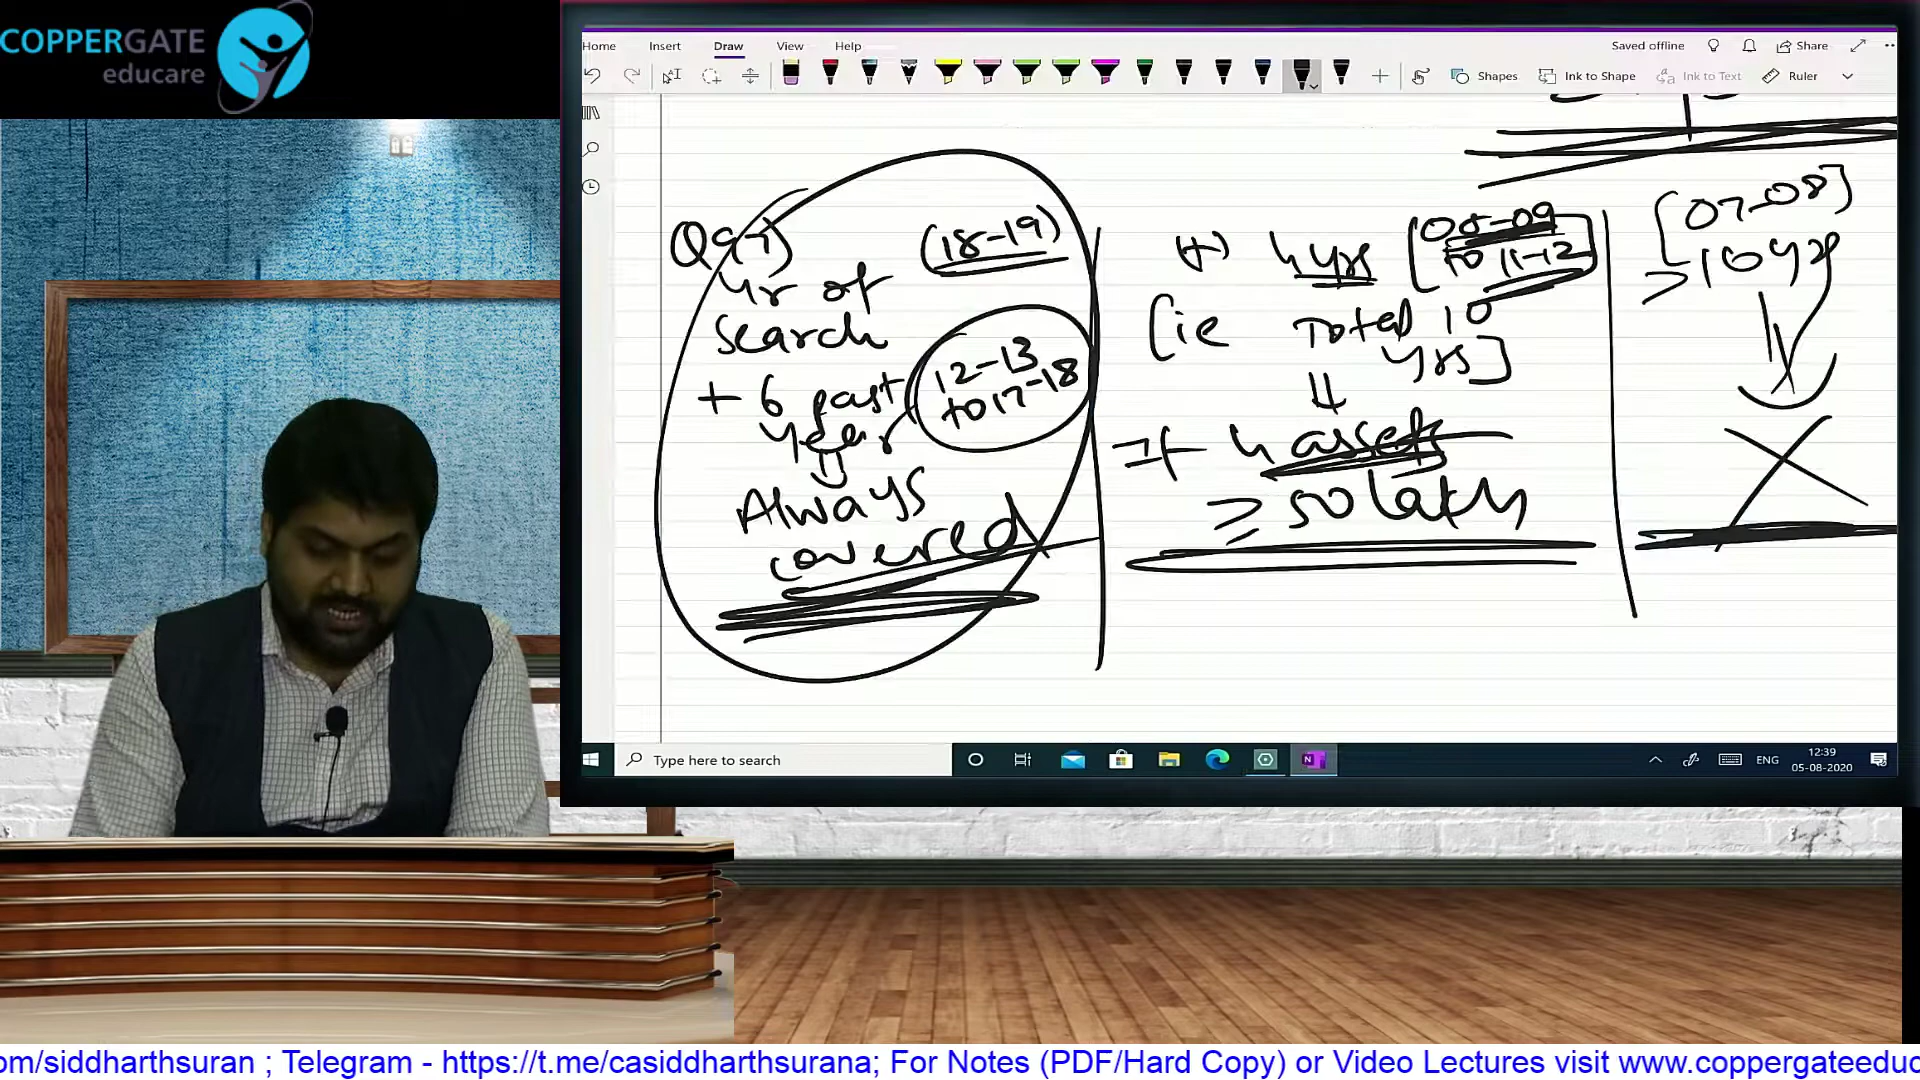 COPPERGATE
educare
Home Insert Draw View Help
Saved offline
Share
Shapes
Ink to Shape
Ink to Text
Ruler
(18-19)
yr of
search
+ 6 past
year
12-13
to 17-18
Always
covered
(+) 4 yrs [08-09
to 11-12]
[ie Total 10
yrs]
⇓
If 4 assets
≥ 50 lakh
[07-08]
> 10 yr
Type here to search
ENG
12:39
05-08-2020
om/siddharthsuran ; Telegram - https://t.me/casiddharthsurana; For Notes (PDF/Hard Copy) or Video Lectures visit www.coppergateeduc